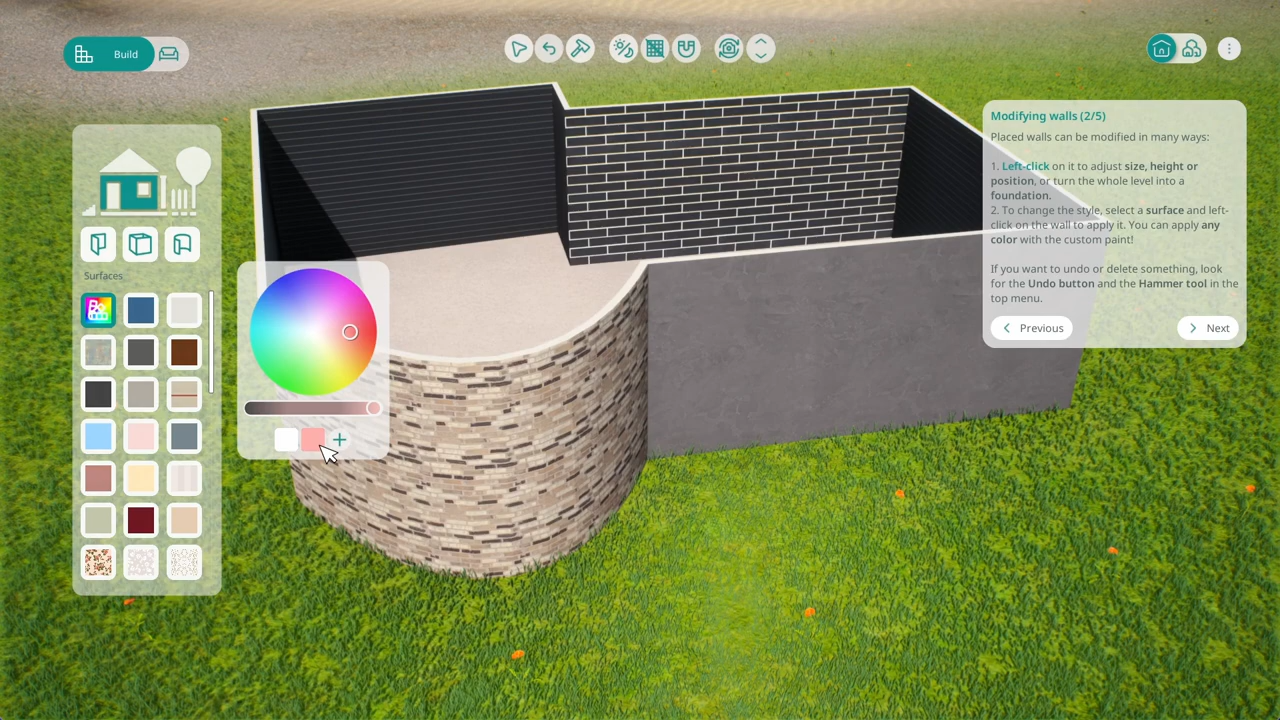 Build
Surfaces
Modifying walls (2/5)
Placed walls can be modified in many ways:
1. Left-click on it to adjust size, height or
position, or turn the whole level into a
foundation.
2. To change the style, select a surface and left-
click on the wall to apply it. You can apply any
color with the custom paint!
If you want to undo or delete something, look
for the Undo button and the Hammer tool in the
top menu.
Previous
Next